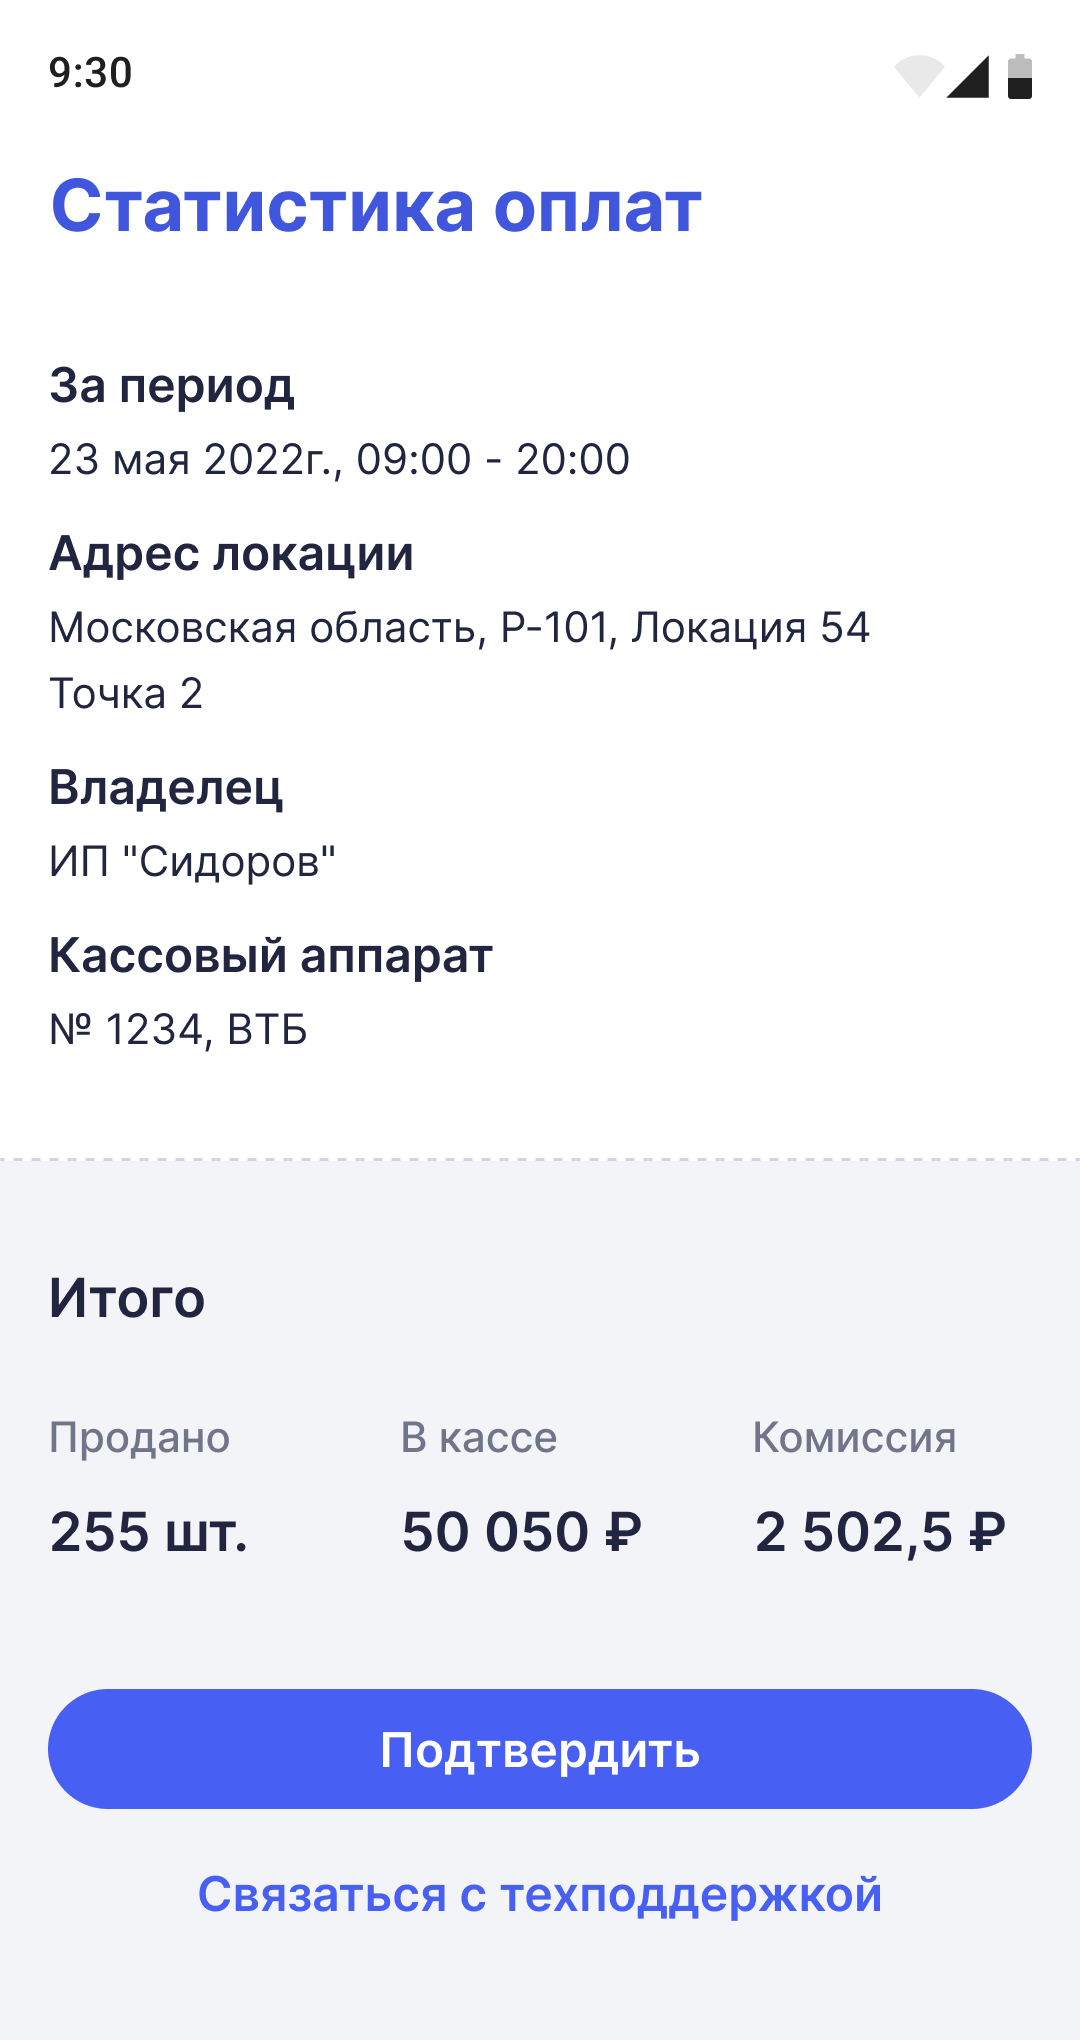 9:30
Статистика оплат
За период
23 мая 2022г., 09:00 - 20:00
Адрес локации
Московская область, Р-101, Локация 54
Точка 2
Владелец
ИП "Сидоров"
Кассовый аппарат
№ 1234, ВТБ
Итого
Продано В кассе Комиссия
255 шт. 50 050 ₽ 2 502,5 ₽
Подтвердить
Связаться с техподдержкой